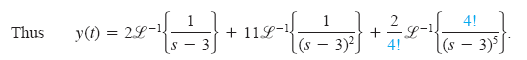 Thus y(t) = 2ℒ⁻¹{1/(s − 3)} + 11ℒ⁻¹{1/(s − 3)²} + 2/4! ℒ⁻¹{4!/(s − 3)⁵}.